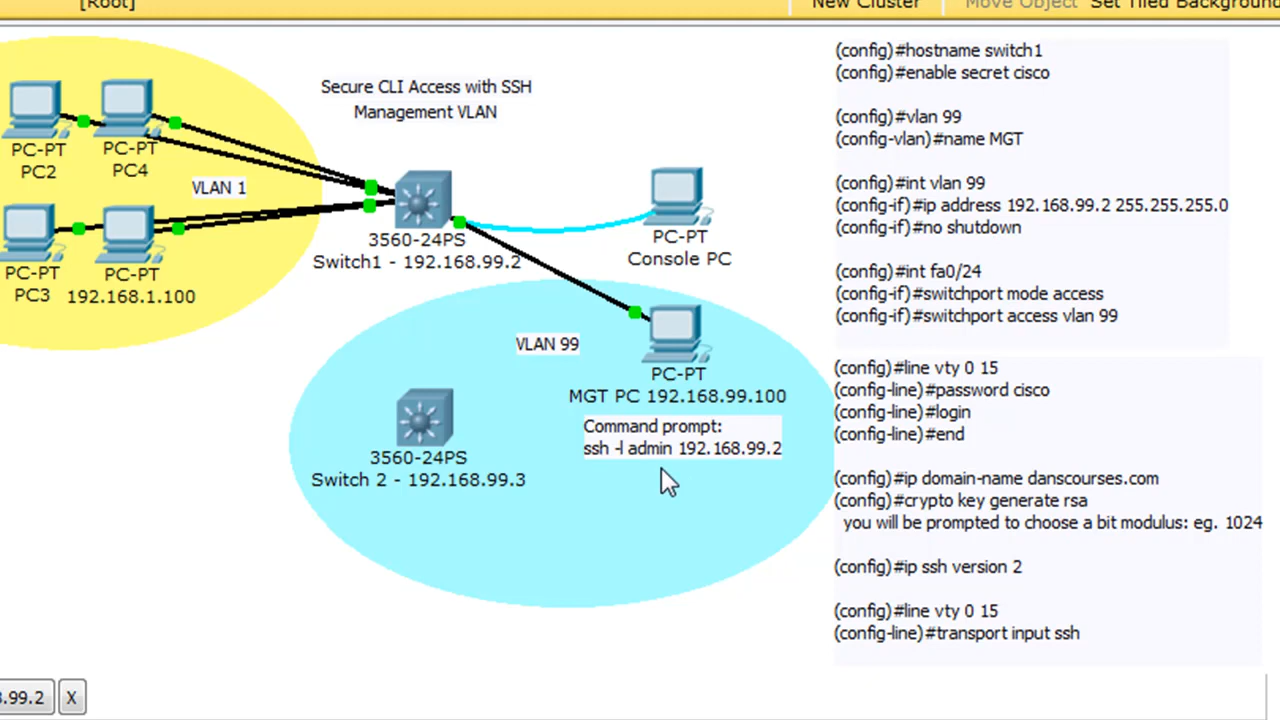 [Root]
New Cluster
Move Object
Set Tiled Background
Secure CLI Access with SSH
Management VLAN
PC-PT
PC2
PC-PT
PC4
VLAN 1
PC-PT
PC3
PC-PT
192.168.1.100
3560-24PS
Switch1 - 192.168.99.2
PC-PT
Console PC
VLAN 99
PC-PT
MGT PC 192.168.99.100
Command prompt:
ssh -l admin 192.168.99.2
3560-24PS
Switch 2 - 192.168.99.3
(config)#hostname switch1
(config)#enable secret cisco
(config)#vlan 99
(config-vlan)#name MGT
(config)#int vlan 99
(config-if)#ip address 192.168.99.2 255.255.255.0
(config-if)#no shutdown
(config)#int fa0/24
(config-if)#switchport mode access
(config-if)#switchport access vlan 99
(config)#line vty 0 15
(config-line)#password cisco
(config-line)#login
(config-line)#end
(config)#ip domain-name danscourses.com
(config)#crypto key generate rsa
you will be prompted to choose a bit modulus: eg. 1024
(config)#ip ssh version 2
(config)#line vty 0 15
(config-line)#transport input ssh
.99.2
X